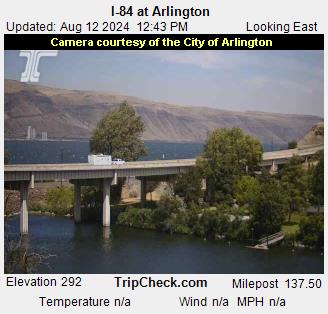 I-84 at Arlington
Updated: Aug 12 2024 12:43 PM Looking East
Camera courtesy of the City of Arlington
Elevation 292 TripCheck.com Milepost 137.50
Temperature n/a Wind n/a MPH n/a